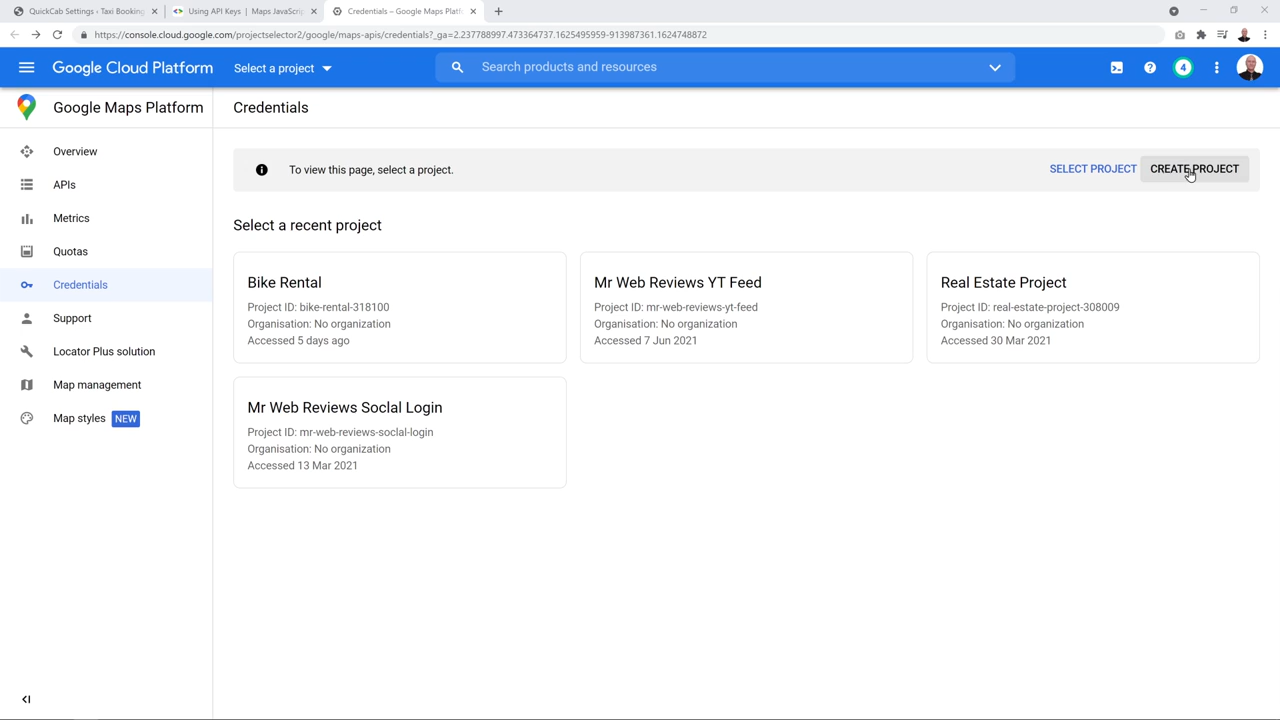 QuickCab Settings ‹ Taxi Booking
Using API Keys | Maps JavaScrip
Credentials – Google Maps Platf
https://console.cloud.google.com/projectselector2/google/maps-apis/credentials?_ga=2.237788997.473364737.1625495959-913987361.1624748872
Google Cloud Platform
Select a project
Search products and resources
4
Google Maps Platform
Credentials
Overview
APIs
Metrics
Quotas
Credentials
Support
Locator Plus solution
Map management
Map styles NEW
To view this page, select a project.
SELECT PROJECT
CREATE PROJECT
Select a recent project
Bike Rental
Project ID: bike-rental-318100
Organisation: No organization
Accessed 5 days ago
Mr Web Reviews YT Feed
Project ID: mr-web-reviews-yt-feed
Organisation: No organization
Accessed 7 Jun 2021
Real Estate Project
Project ID: real-estate-project-308009
Organisation: No organization
Accessed 30 Mar 2021
Mr Web Reviews Soclal Login
Project ID: mr-web-reviews-soclal-login
Organisation: No organization
Accessed 13 Mar 2021